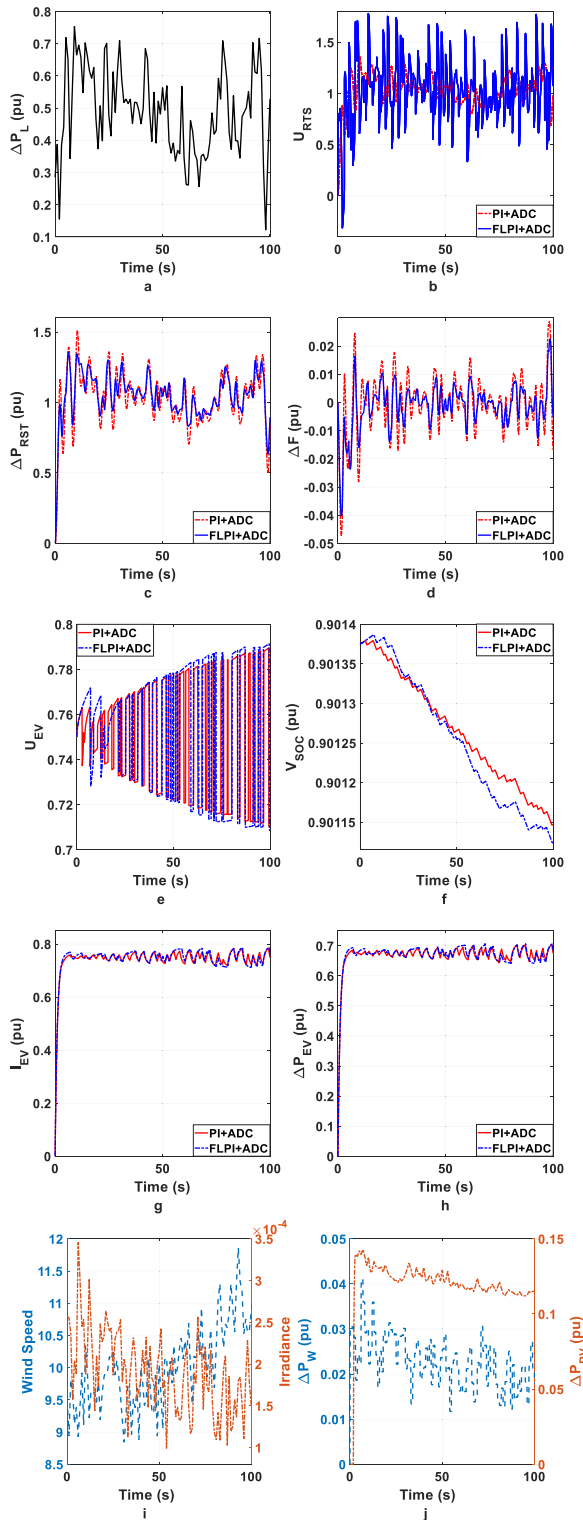 0.8
0.7
0.6
0.5
0.4
0.3
0.2
0.1
ΔP_L (pu)
0
50
100
Time (s)
a
1.5
1
0.5
0
U_RTS
PI+ADC
FLPI+ADC
0
50
100
Time (s)
b
1.5
1
0.5
0
ΔP_RST (pu)
PI+ADC
FLPI+ADC
0
50
100
Time (s)
c
0.02
0.01
0
-0.01
-0.02
-0.03
-0.04
-0.05
ΔF (pu)
PI+ADC
FLPI+ADC
0
50
100
Time (s)
d
0.8
0.78
0.76
0.74
0.72
0.7
U_EV
PI+ADC
FLPI+ADC
0
50
100
Time (s)
e
0.9014
0.90135
0.9013
0.90125
0.9012
0.90115
V_SOC (pu)
PI+ADC
FLPI+ADC
0
50
100
Time (s)
f
0.8
0.6
0.4
0.2
0
I_EV (pu)
PI+ADC
FLPI+ADC
0
50
100
Time (s)
g
0.7
0.6
0.5
0.4
0.3
0.2
0.1
0
ΔP_EV (pu)
PI+ADC
FLPI+ADC
0
50
100
Time (s)
h
12
11.5
11
10.5
10
9.5
9
8.5
Wind Speed
×10^-4
3.5
3
2.5
2
1.5
1
Irradiance
0
50
100
Time (s)
i
0.05
0.04
0.03
0.02
0.01
0
ΔP_W (pu)
0.15
0.1
0.05
0
(pu)
0
50
100
Time (s)
j